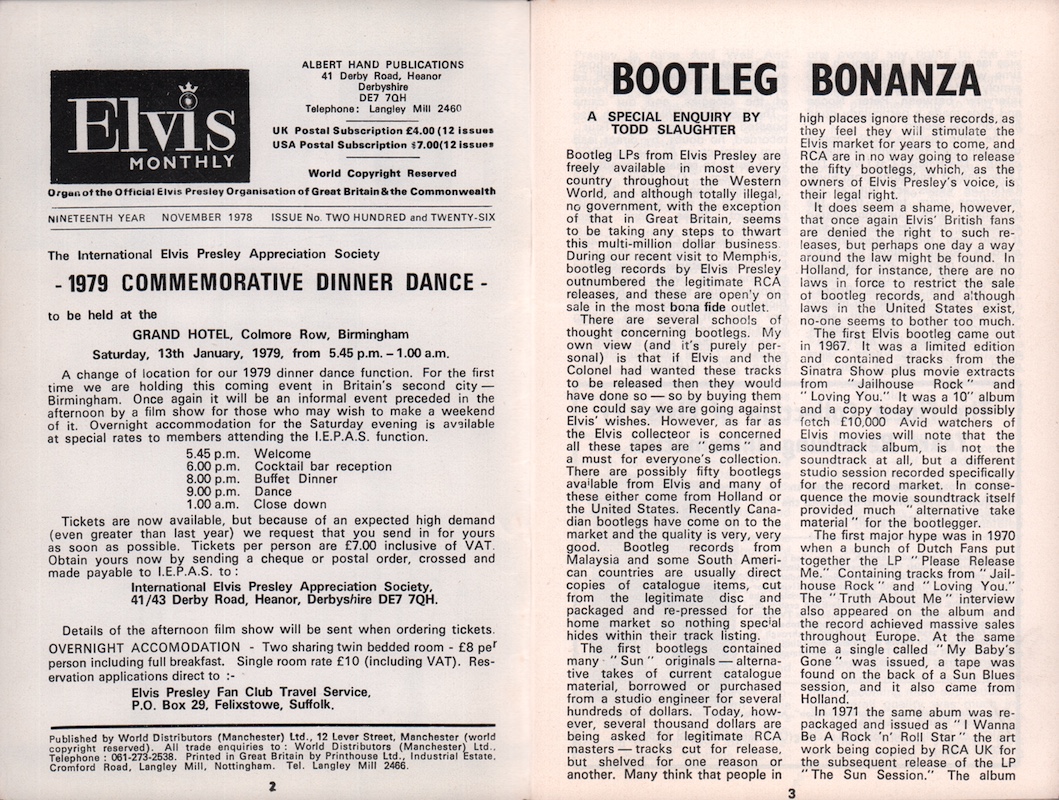 Elvis
MONTHLY
ALBERT HAND PUBLICATIONS
41 Derby Road, Heanor
Derbyshire
DE7 7QH
Telephone: Langley Mill 2460
UK Postal Subscription £4.00 (12 issues
USA Postal Subscription $7.00 (12 issues
World Copyright Reserved
Organ of the Official Elvis Presley Organisation of Great Britain & the Commonwealth
NINETEENTH YEAR NOVEMBER 1978 ISSUE No. TWO HUNDRED and TWENTY-SIX
The International Elvis Presley Appreciation Society
- 1979 COMMEMORATIVE DINNER DANCE -
to be held at the
GRAND HOTEL, Colmore Row, Birmingham
Saturday, 13th January, 1979, from 5.45 p.m. – 1.00 a.m.
A change of location for our 1979 dinner dance function. For the first
time we are holding this coming event in Britain's second city —
Birmingham. Once again it will be an informal event preceded in the
afternoon by a film show for those who may wish to make a weekend
of it. Overnight accommodation for the Saturday evening is available
at special rates to members attending the I.E.P.A.S. function.
5.45 p.m. Welcome
6.00 p.m. Cocktail bar reception
8.00 p.m. Buffet Dinner
9.00 p.m. Dance
1.00 a.m. Close down
Tickets are now available, but because of an expected high demand
(even greater than last year) we request that you send in for yours
as soon as possible. Tickets per person are £7.00 inclusive of VAT.
Obtain yours now by sending a cheque or postal order, crossed and
made payable to I.E.P.A.S. to :
International Elvis Presley Appreciation Society,
41/43 Derby Road, Heanor, Derbyshire DE7 7QH.
Details of the afternoon film show will be sent when ordering tickets.
OVERNIGHT ACCOMODATION - Two sharing twin bedded room - £8 per
person including full breakfast. Single room rate £10 (including VAT). Res-
ervation applications direct to :-
Elvis Presley Fan Club Travel Service,
P.O. Box 29, Felixstowe, Suffolk.
Published by World Distributors (Manchester) Ltd., 12 Lever Street, Manchester (world
copyright reserved). All trade enquiries to : World Distributors (Manchester) Ltd.,
Telephone : 061-273-2538. Printed in Great Britain by Printhouse Ltd., Industrial Estate,
Cromford Road, Langley Mill, Nottingham. Tel. Langley Mill 2466.
2
BOOTLEG BONANZA
A SPECIAL ENQUIRY BY
TODD SLAUGHTER
Bootleg LPs from Elvis Presley are
freely available in most every
country throughout the Western
World, and although totally illegal,
no government, with the exception
of that in Great Britain, seems
to be taking any steps to thwart
this multi-million dollar business.
During our recent visit to Memphis,
bootleg records by Elvis Presley
outnumbered the legitimate RCA
releases, and these are open'y on
sale in the most bona fide outlet.
There are several schools of
thought concerning bootlegs. My
own view (and it's purely per-
sonal) is that if Elvis and the
Colonel had wanted these tracks
to be released then they would
have done so — so by buying them
one could say we are going against
Elvis' wishes. However, as far as
the Elvis collecteor is concerned
all these tapes are " gems " and
a must for everyone's collection.
There are possibly fifty bootlegs
available from Elvis and many of
these either come from Holland or
the United States. Recently Cana-
dian bootlegs have come on to the
market and the quality is very, very
good. Bootleg records from
Malaysia and some South Ameri-
can countries are usually direct
copies of catalogue items, cut
from the legitimate disc and
packaged and re-pressed for the
home market so nothing special
hides within their track listing.
The first bootlegs contained
many " Sun " originals — alterna-
tive takes of current catalogue
material, borrowed or purchased
from a studio engineer for several
hundreds of dollars. Today, how-
ever, several thousand dollars are
being asked for legitimate RCA
masters — tracks cut for release,
but shelved for one reason or
another. Many think that people in
high places ignore these records, as
they feel they will stimulate the
Elvis market for years to come, and
RCA are in no way going to release
the fifty bootlegs, which, as the
owners of Elvis Presley's voice, is
their legal right.
It does seem a shame, however,
that once again Elvis' British fans
are denied the right to such re-
leases, but perhaps one day a way
around the law might be found. In
Holland, for instance, there are no
laws in force to restrict the sale
of bootleg records, and a'though
laws in the United States exist,
no-one seems to bother too much.
The first Elvis bootleg came out
in 1967. It was a limited edition
and contained tracks from the
Sinatra Show plus movie extracts
from " Jailhouse Rock " and
" Loving You." It was a 10" album
and a copy today would possibly
fetch £10,000 Avid watchers of
Elvis movies will note that the
soundtrack album, is not the
soundtrack at all, but a different
studio session recorded specifically
for the record market. In conse-
quence the movie soundtrack itself
provided much " alternative take
material " for the bootlegger.
The first major hype was in 1970
when a bunch of Dutch Fans put
together the LP " Please Release
Me." Containing tracks from " Jail-
house Rock " and " Loving You."
The " Truth About Me " interview
also appeared on the album and
the record achieved massive sales
throughout Europe. At the same
time a single called " My Baby's
Gone " was issued, a tape was
found on the back of a Sun Blues
session, and it also came from
Holland.
In 1971 the same abum was re-
packaged and issued as " I Wanna
Be A Rock 'n' Roll Star " the art
work being copied by RCA UK for
the subsequent release of the LP
" The Sun Session." The album
3